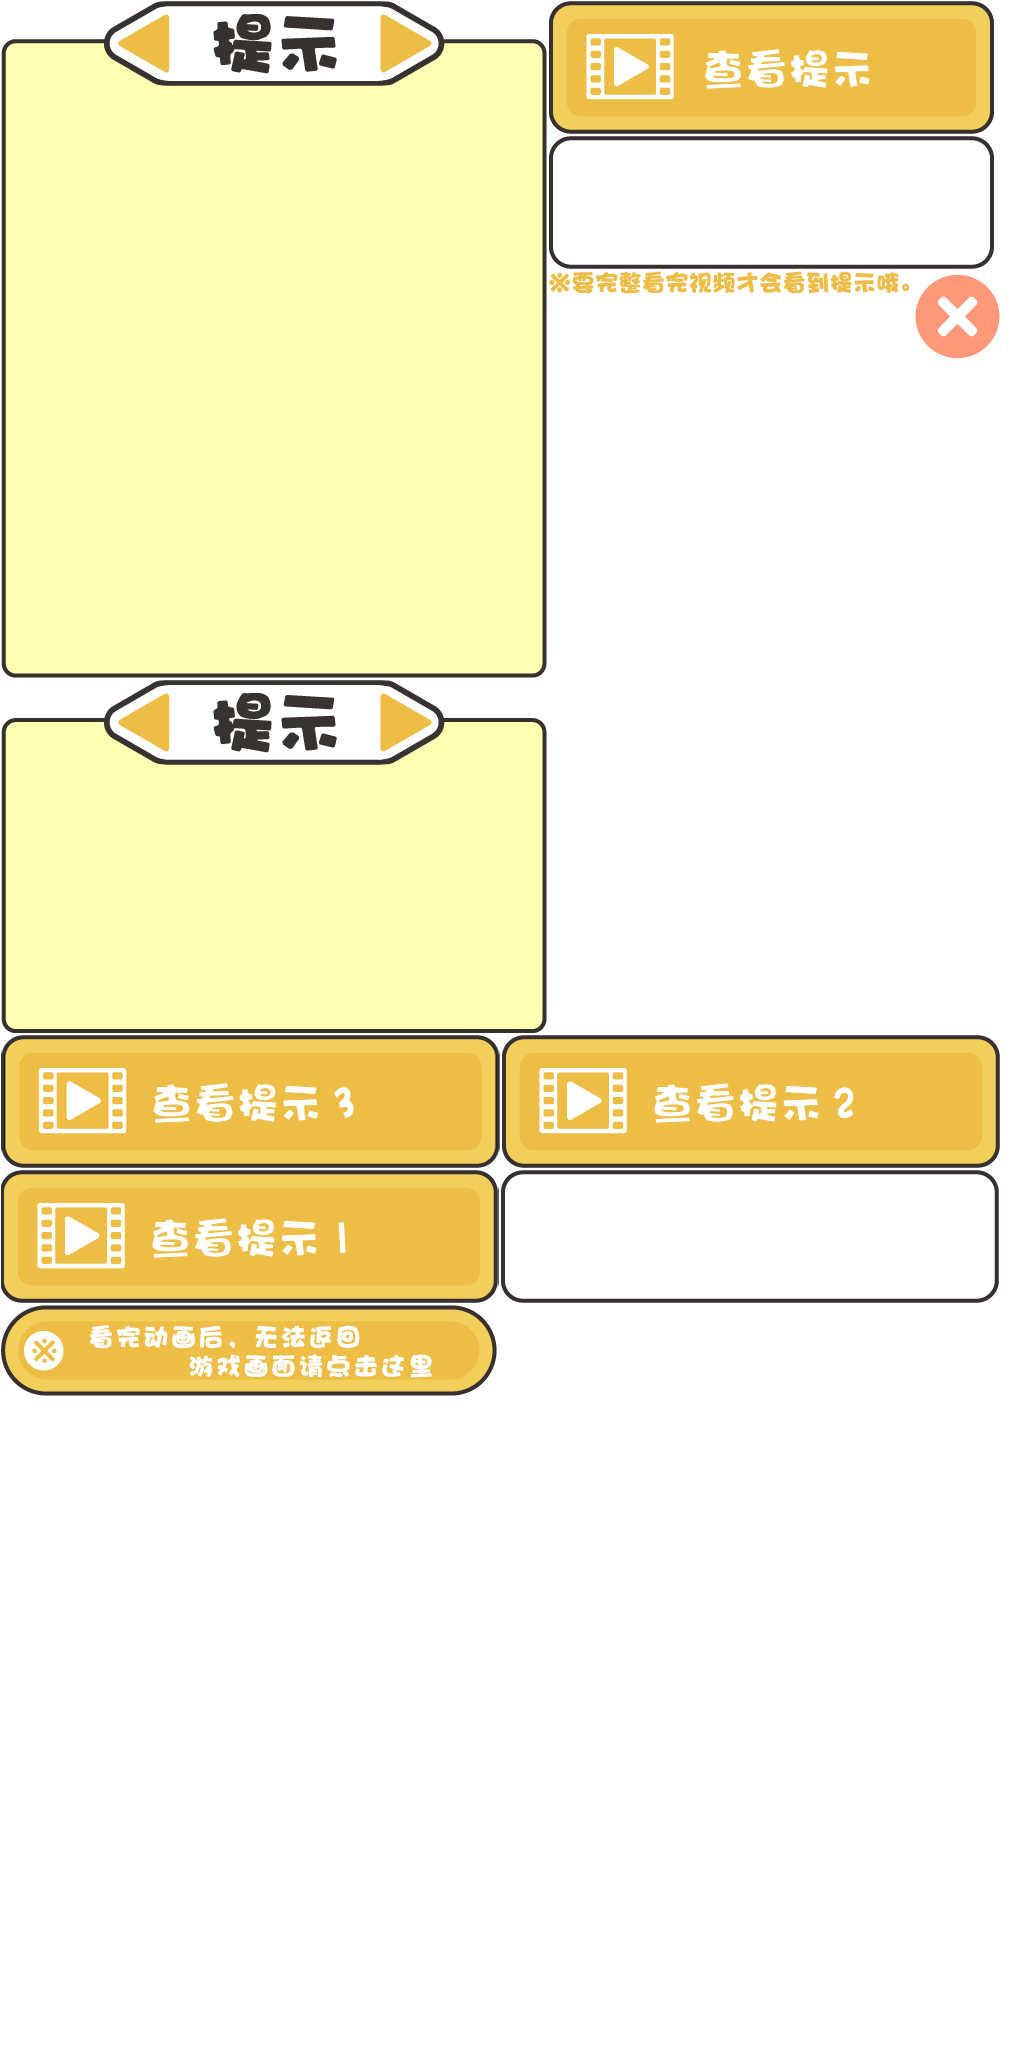 提示
查看提示
※要完整看完视频才会看到提示哦。
提示
查看提示3
查看提示2
查看提示1
※ 看完动画后，无法返回
游戏画面请点击这里